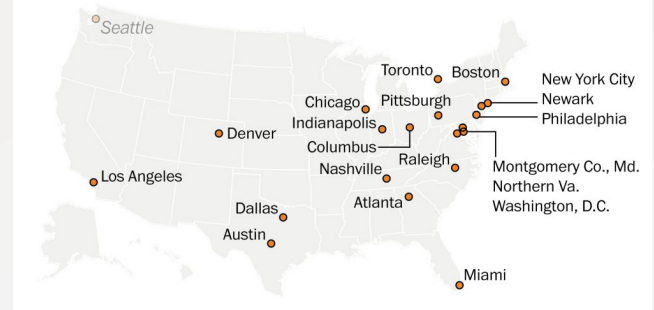 Seattle
Toronto
Boston
New York City
Chicago
Pittsburgh
Newark
Indianapolis
Philadelphia
Denver
Columbus
Nashville
Raleigh
Montgomery Co., Md.
Los Angeles
Northern Va.
Atlanta
Washington, D.C.
Dallas
Austin
Miami